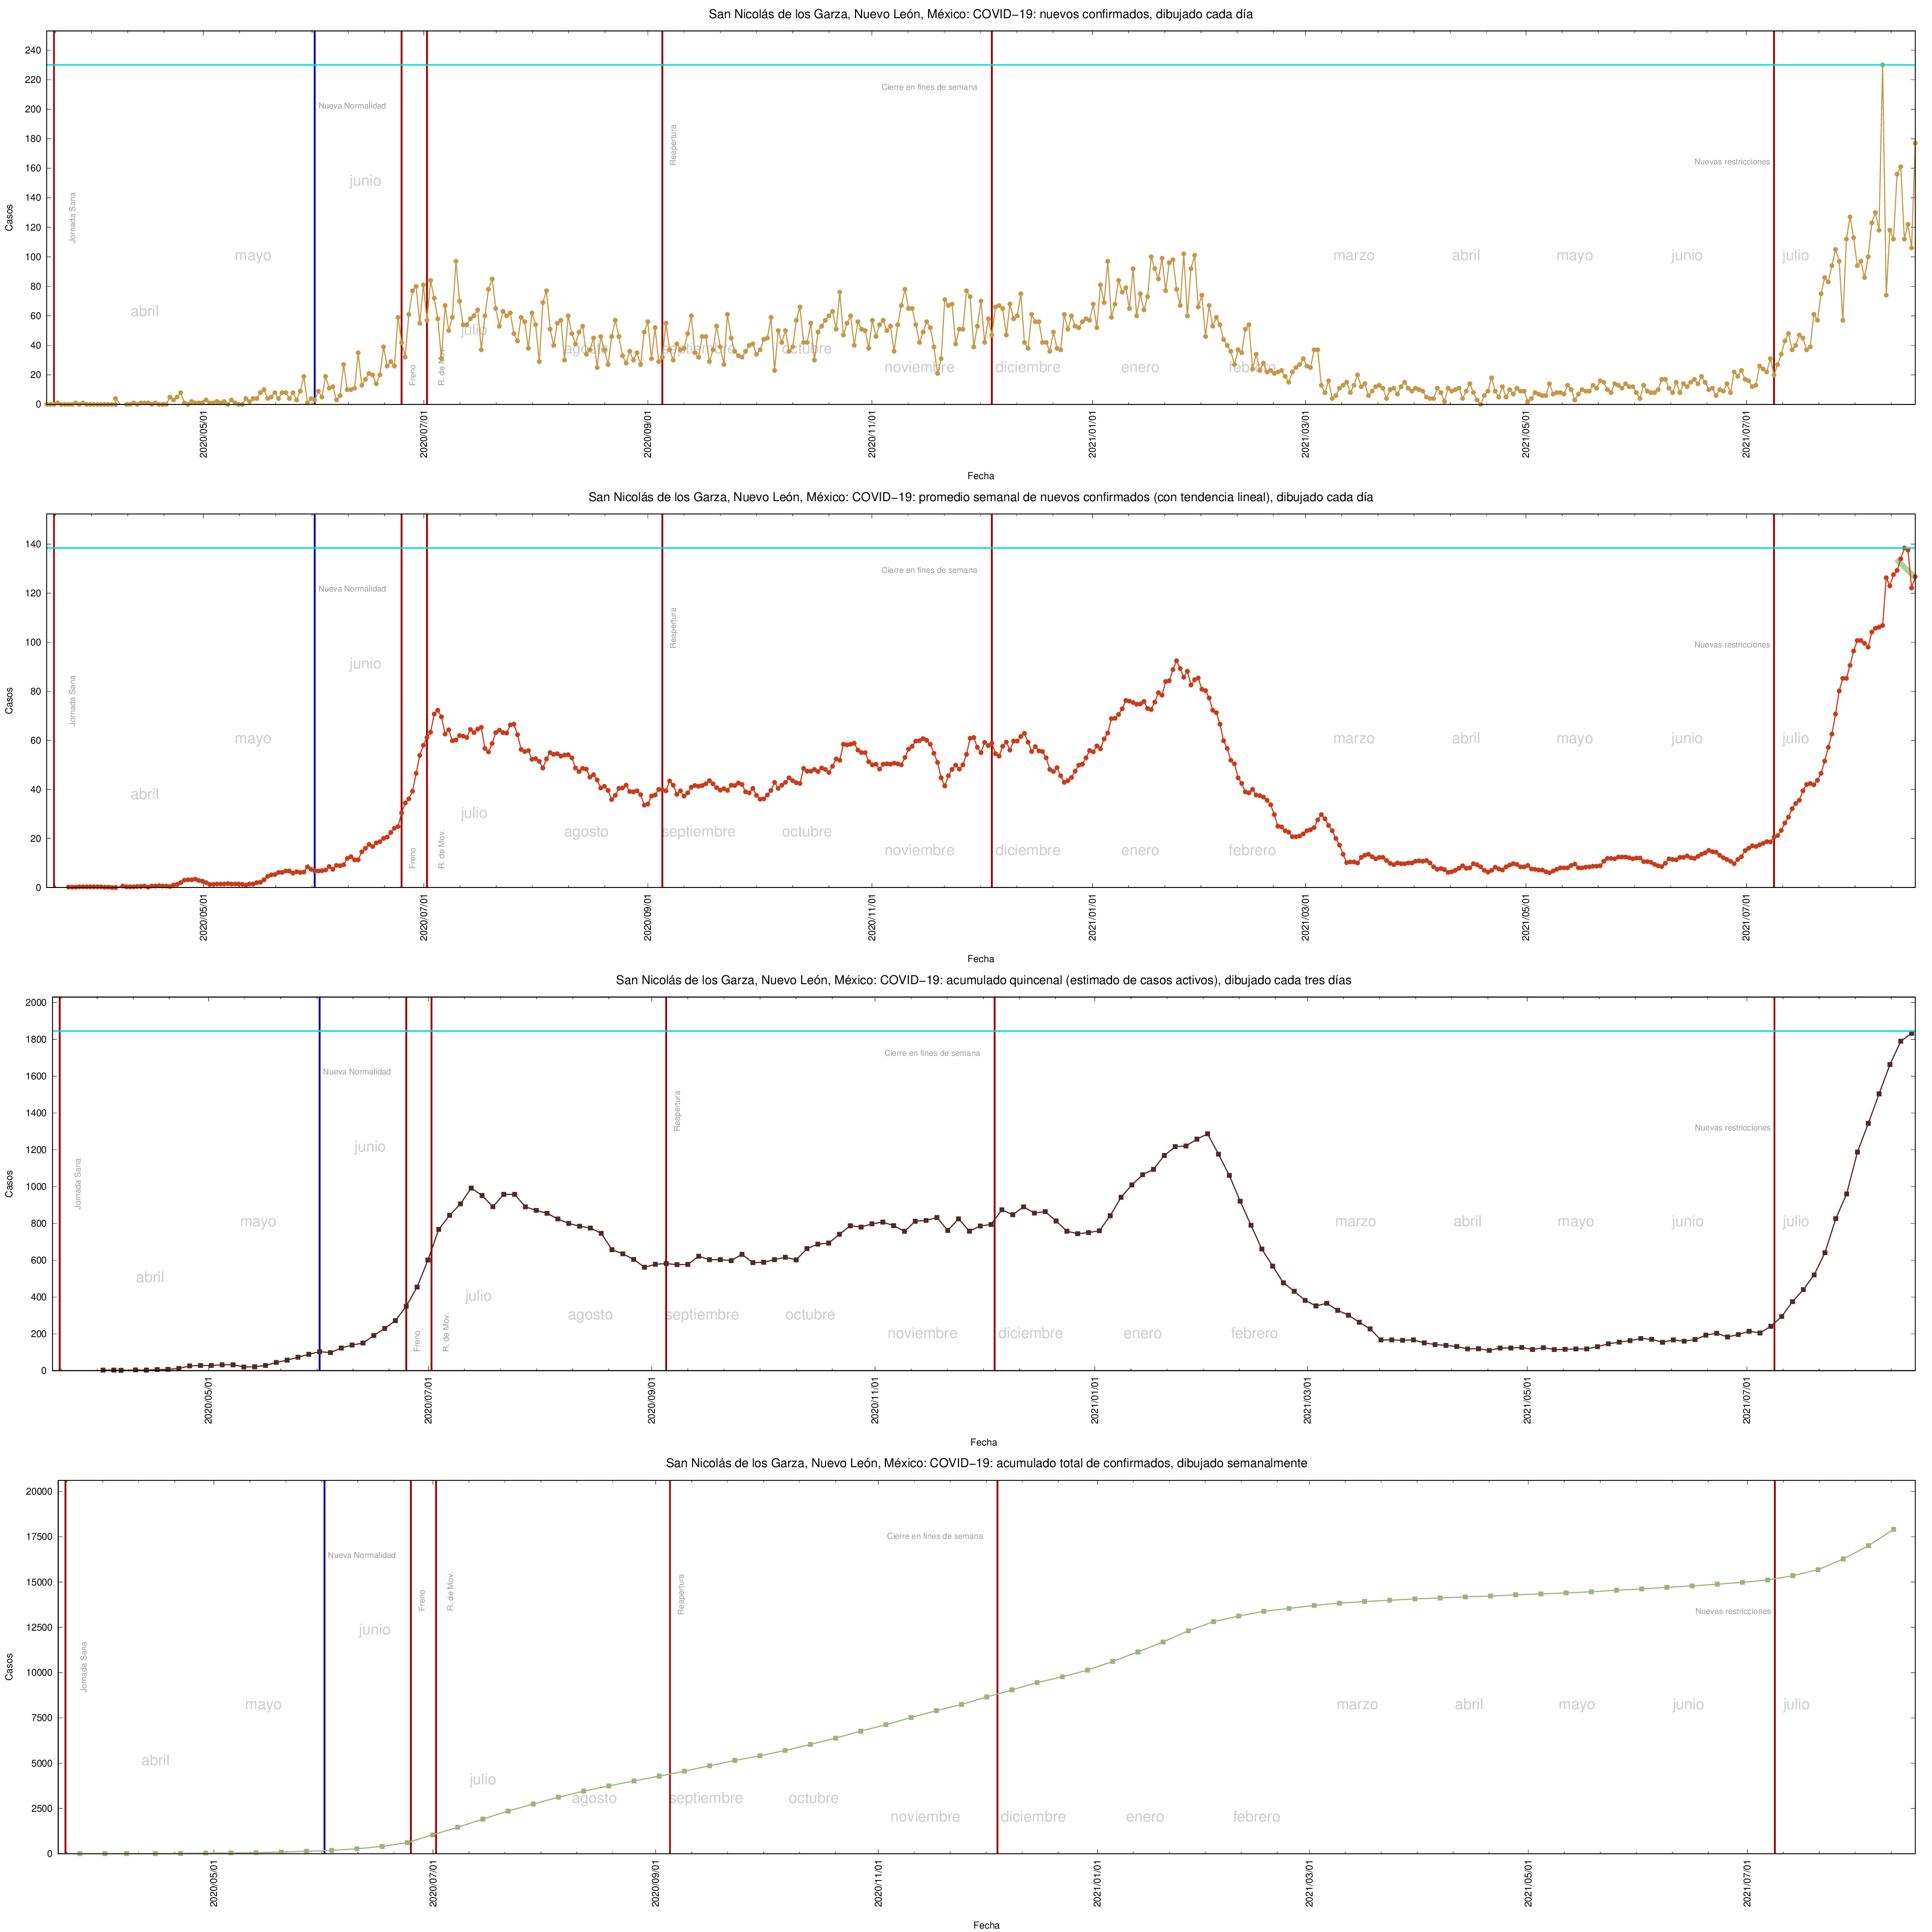 San Nicolás de los Garza, Nuevo León, México: COVID−19: nuevos confirmados, dibujado cada día
240
220
200
180
160
140
120
100
80
60
40
20
0
Casos
Jornada Sana
Nueva Normalidad
Freno
R. de Mov.
Reapertura
Cierre en fines de semana
Nuevas restricciones
abril
mayo
junio
julio
agosto
septiembre
octubre
noviembre
diciembre
enero
febrero
marzo
abril
mayo
junio
julio
2020/05/01
2020/07/01
2020/09/01
2020/11/01
2021/01/01
2021/03/01
2021/05/01
2021/07/01
Fecha
San Nicolás de los Garza, Nuevo León, México: COVID−19: promedio semanal de nuevos confirmados (con tendencia lineal), dibujado cada día
140
120
100
80
60
40
20
0
Casos
Jornada Sana
Nueva Normalidad
Freno
R. de Mov.
Reapertura
Cierre en fines de semana
Nuevas restricciones
abril
mayo
junio
julio
agosto
septiembre
octubre
noviembre
diciembre
enero
febrero
marzo
abril
mayo
junio
julio
2020/05/01
2020/07/01
2020/09/01
2020/11/01
2021/01/01
2021/03/01
2021/05/01
2021/07/01
Fecha
San Nicolás de los Garza, Nuevo León, México: COVID−19: acumulado quincenal (estimado de casos activos), dibujado cada tres días
2000
1800
1600
1400
1200
1000
800
600
400
200
0
Casos
Jornada Sana
Nueva Normalidad
Freno
R. de Mov.
Reapertura
Cierre en fines de semana
Nuevas restricciones
abril
mayo
junio
julio
agosto
septiembre
octubre
noviembre
diciembre
enero
febrero
marzo
abril
mayo
junio
julio
2020/05/01
2020/07/01
2020/09/01
2020/11/01
2021/01/01
2021/03/01
2021/05/01
2021/07/01
Fecha
San Nicolás de los Garza, Nuevo León, México: COVID−19: acumulado total de confirmados, dibujado semanalmente
20000
17500
15000
12500
10000
7500
5000
2500
0
Casos
Jornada Sana
Nueva Normalidad
Freno
R. de Mov.
Reapertura
Cierre en fines de semana
Nuevas restricciones
abril
mayo
junio
julio
agosto
septiembre
octubre
noviembre
diciembre
enero
febrero
marzo
abril
mayo
junio
julio
2020/05/01
2020/07/01
2020/09/01
2020/11/01
2021/01/01
2021/03/01
2021/05/01
2021/07/01
Fecha